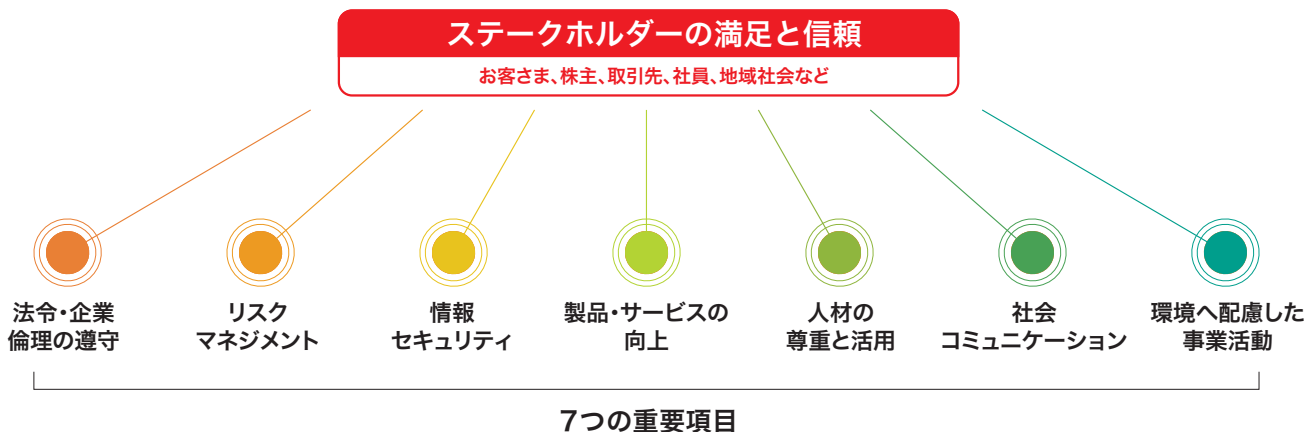 ステークホルダーの満足と信頼
お客さま、株主、取引先、社員、地域社会など
法令・企業
倫理の遵守
リスク
マネジメント
情報
セキュリティ
製品・サービスの
向上
人材の
尊重と活用
社会
コミュニケーション
環境へ配慮した
事業活動
7つの重要項目